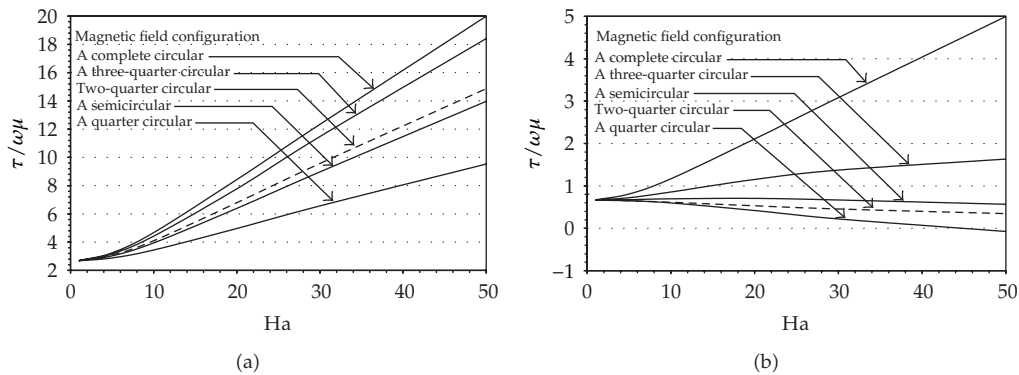 20
18
16
14
12
10
8
6
4
2
τ/ωμ
Magnetic field configuration
A complete circular
A three-quarter circular
Two-quarter circular
A semicircular
A quarter circular
0 10 20 30 40 50
Ha
(a)
5
4
3
2
1
0
−1
τ/ωμ
Magnetic field configuration
A complete circular
A three-quarter circular
A semicircular
Two-quarter circular
A quarter circular
0 10 20 30 40 50
Ha
(b)